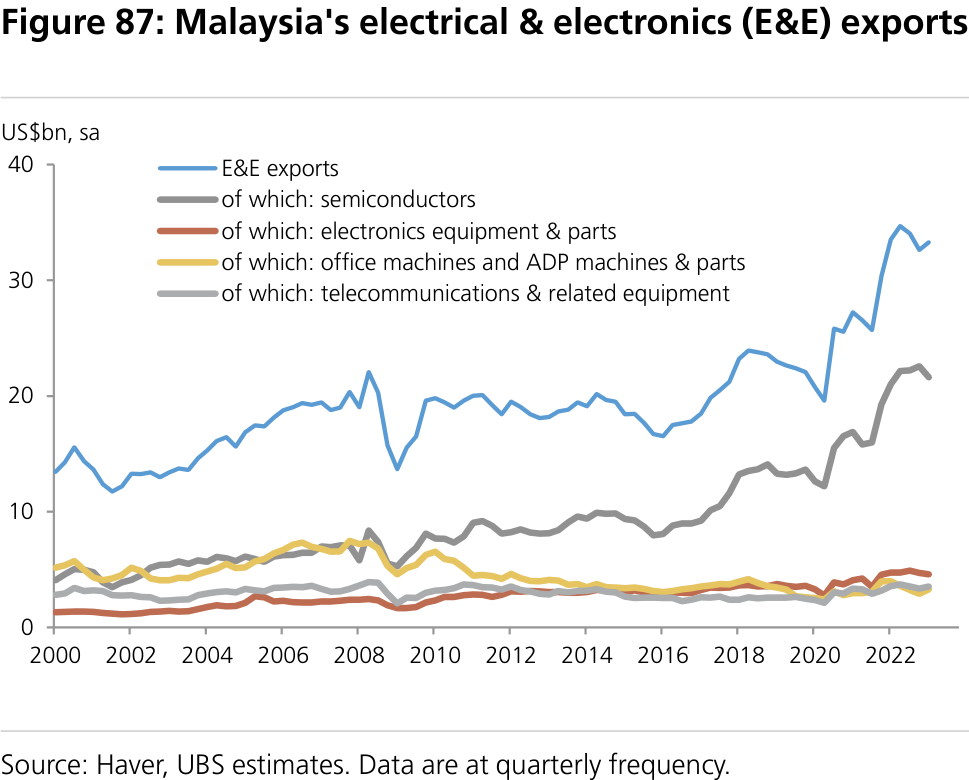 Figure 87: Malaysia's electrical & electronics (E&E) exports
US$bn, sa
40
30
20
10
0
E&E exports
of which: semiconductors
of which: electronics equipment & parts
of which: office machines and ADP machines & parts
of which: telecommunications & related equipment
2000 2002 2004 2006 2008 2010 2012 2014 2016 2018 2020 2022
Source: Haver, UBS estimates. Data are at quarterly frequency.